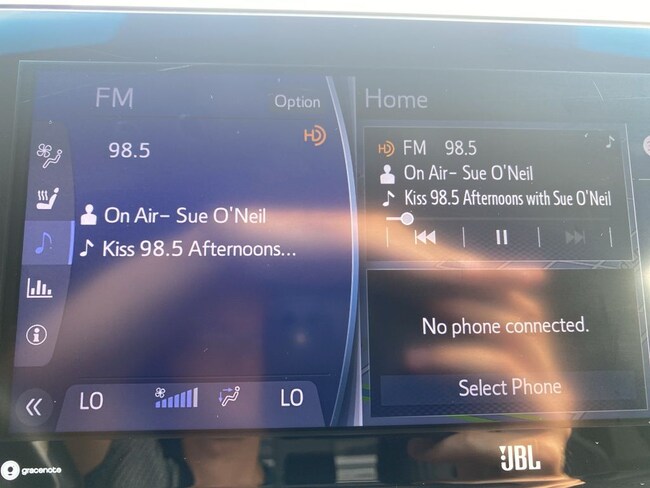 FM
Option
98.5
On Air- Sue O'Neil
Kiss 98.5 Afternoons...
LO
LO
Home
FM 98.5
On Air- Sue O'Neil
Kiss 98.5 Afternoons with Sue O'Neil
No phone connected.
Select Phone
gracenote
JBL